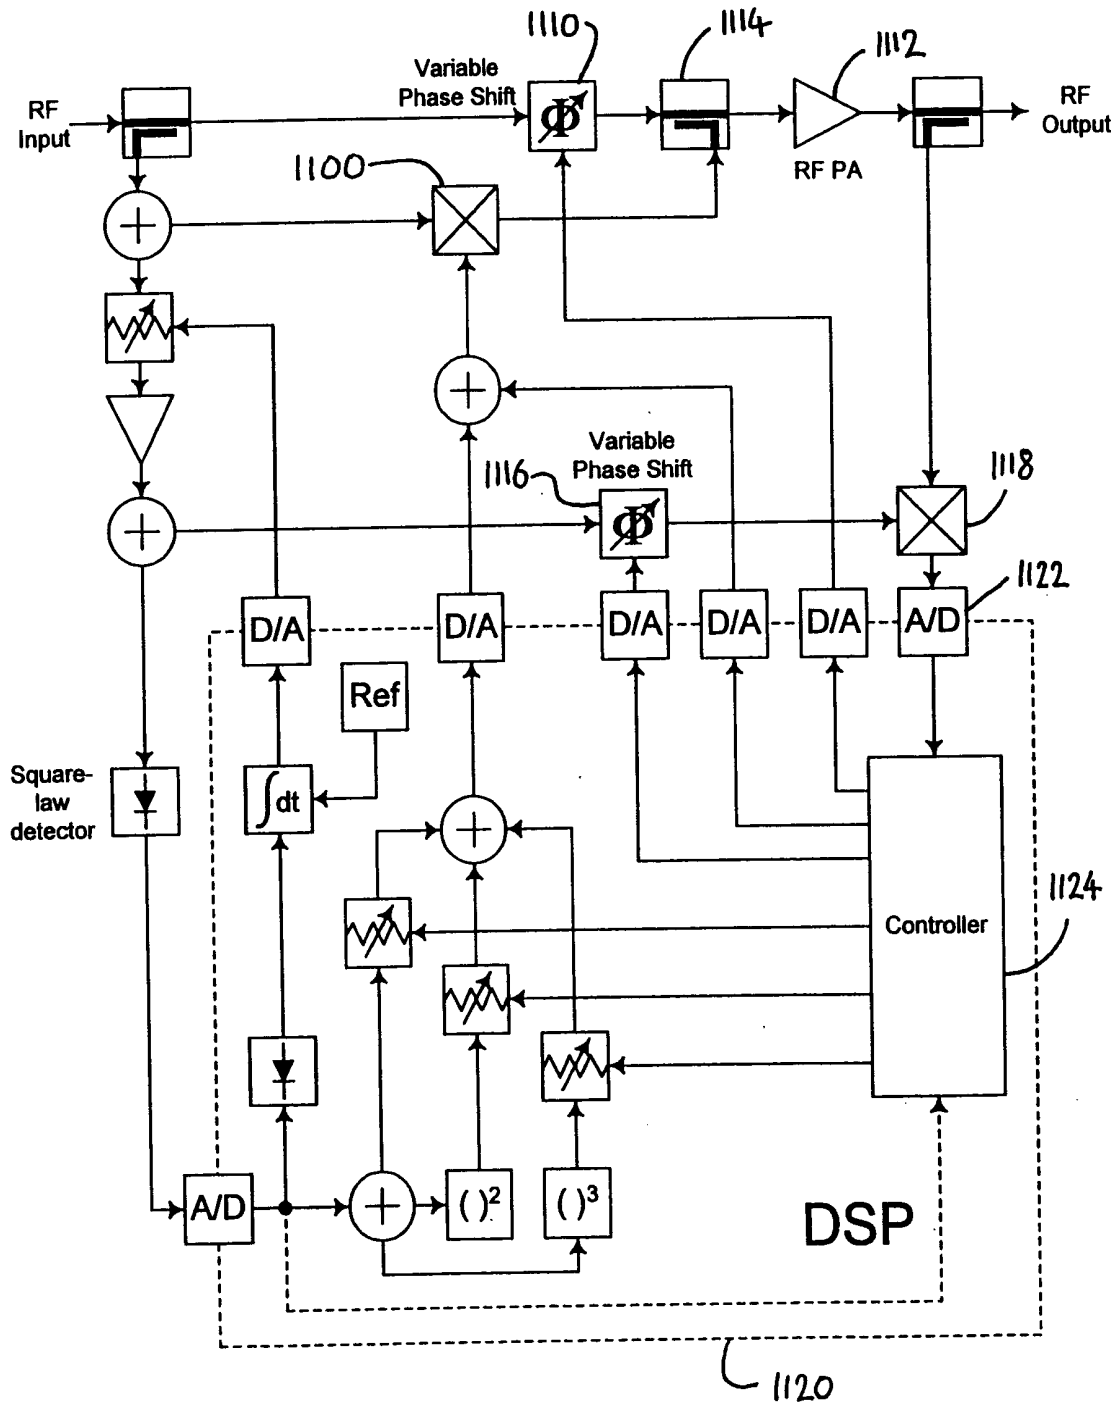 1110
1114
1112
Variable
Phase Shift
RF
Input
Φ
RF
Output
RF PA
1100
Variable
Phase Shift
1116
Φ
1118
1122
D/A
D/A
D/A
D/A
D/A
A/D
Ref
Square-
law
detector
∫dt
1124
Controller
A/D
( )²
( )³
DSP
1120